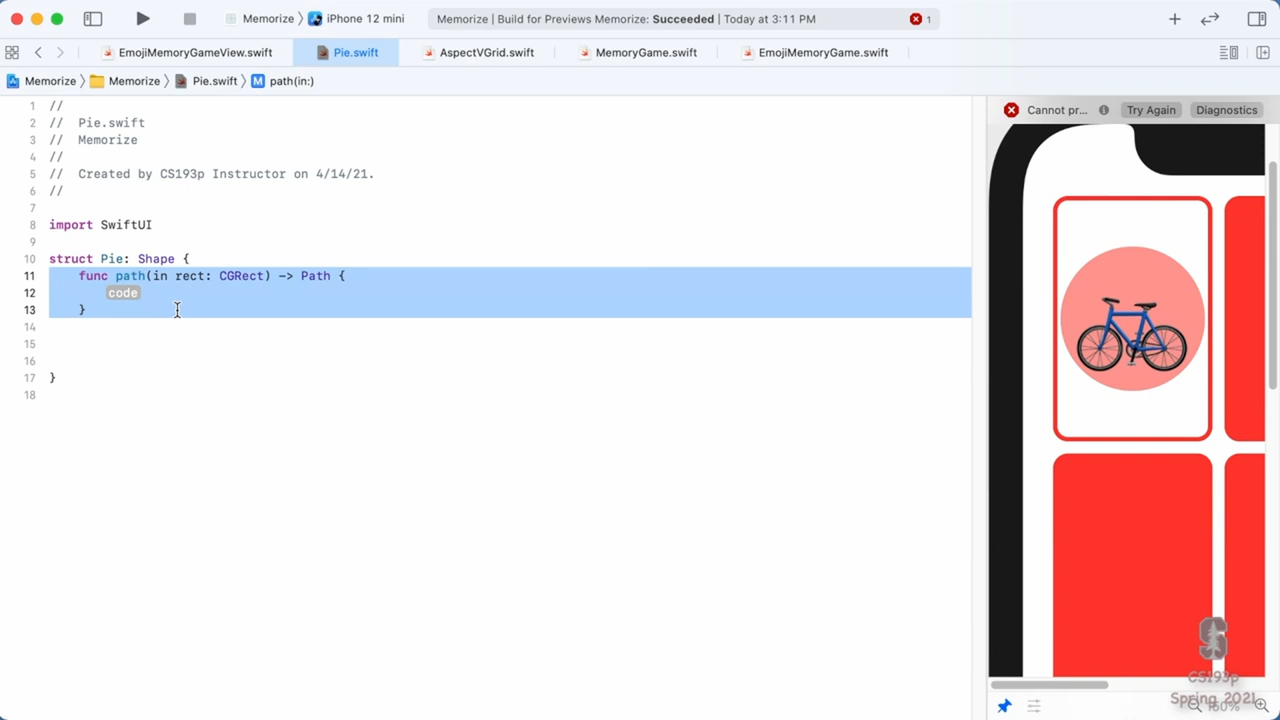 Memorize 〉 iPhone 12 mini
Memorize | Build for Previews Memorize: Succeeded | Today at 3:11 PM
1
EmojiMemoryGameView.swift
Pie.swift
AspectVGrid.swift
MemoryGame.swift
EmojiMemoryGame.swift
Memorize 〉 Memorize 〉 Pie.swift 〉 M path(in:)
Cannot pr...
Try Again
Diagnostics
1 //
2 // Pie.swift
3 // Memorize
4 //
5 // Created by CS193p Instructor on 4/14/21.
6 //
7
8 import SwiftUI
9
10 struct Pie: Shape {
11 func path(in rect: CGRect) -> Path {
12 code
13 }
14
15
16
17 }
18
S
CS193p
Spring 2021
160%